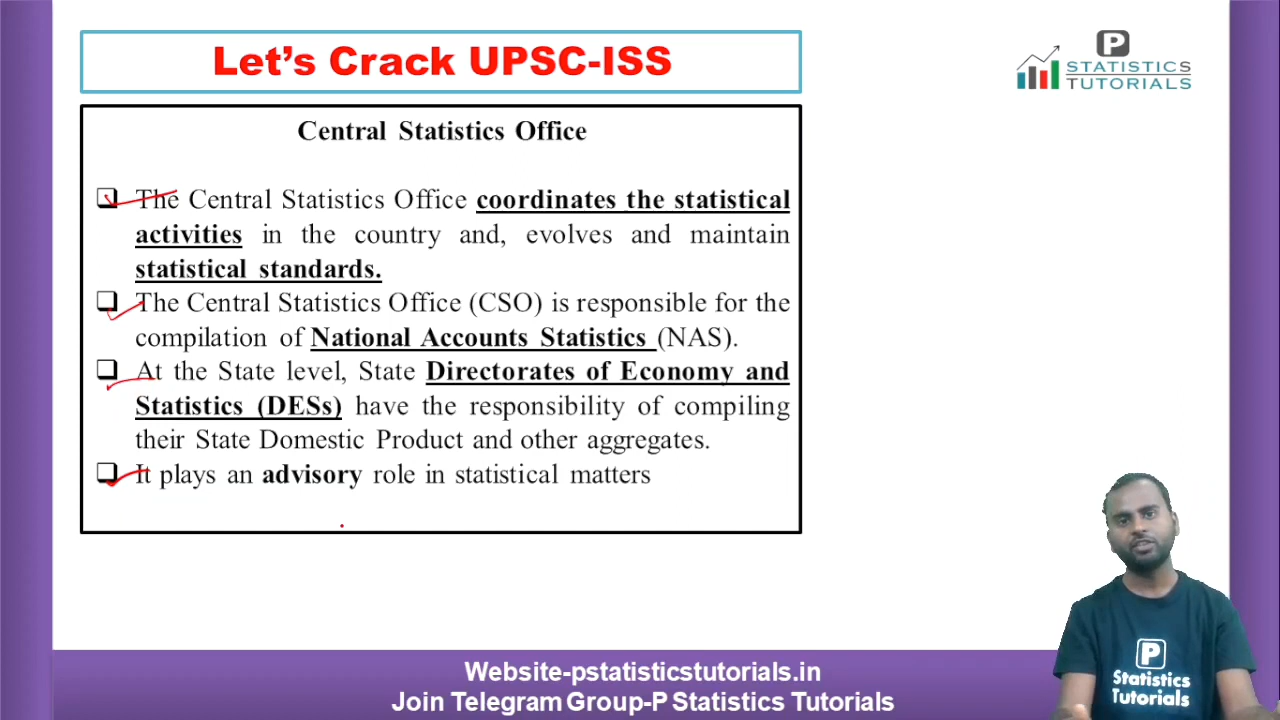 Let's Crack UPSC-ISS
P
STATISTICS
TUTORIALS
Central Statistics Office
The Central Statistics Office coordinates the statistical
activities in the country and, evolves and maintain
statistical standards.
The Central Statistics Office (CSO) is responsible for the
compilation of National Accounts Statistics (NAS).
At the State level, State Directorates of Economy and
Statistics (DESs) have the responsibility of compiling
their State Domestic Product and other aggregates.
It plays an advisory role in statistical matters
P
Statistics
Tutorials
Website-pstatisticstutorials.in
Join Telegram Group-P Statistics Tutorials